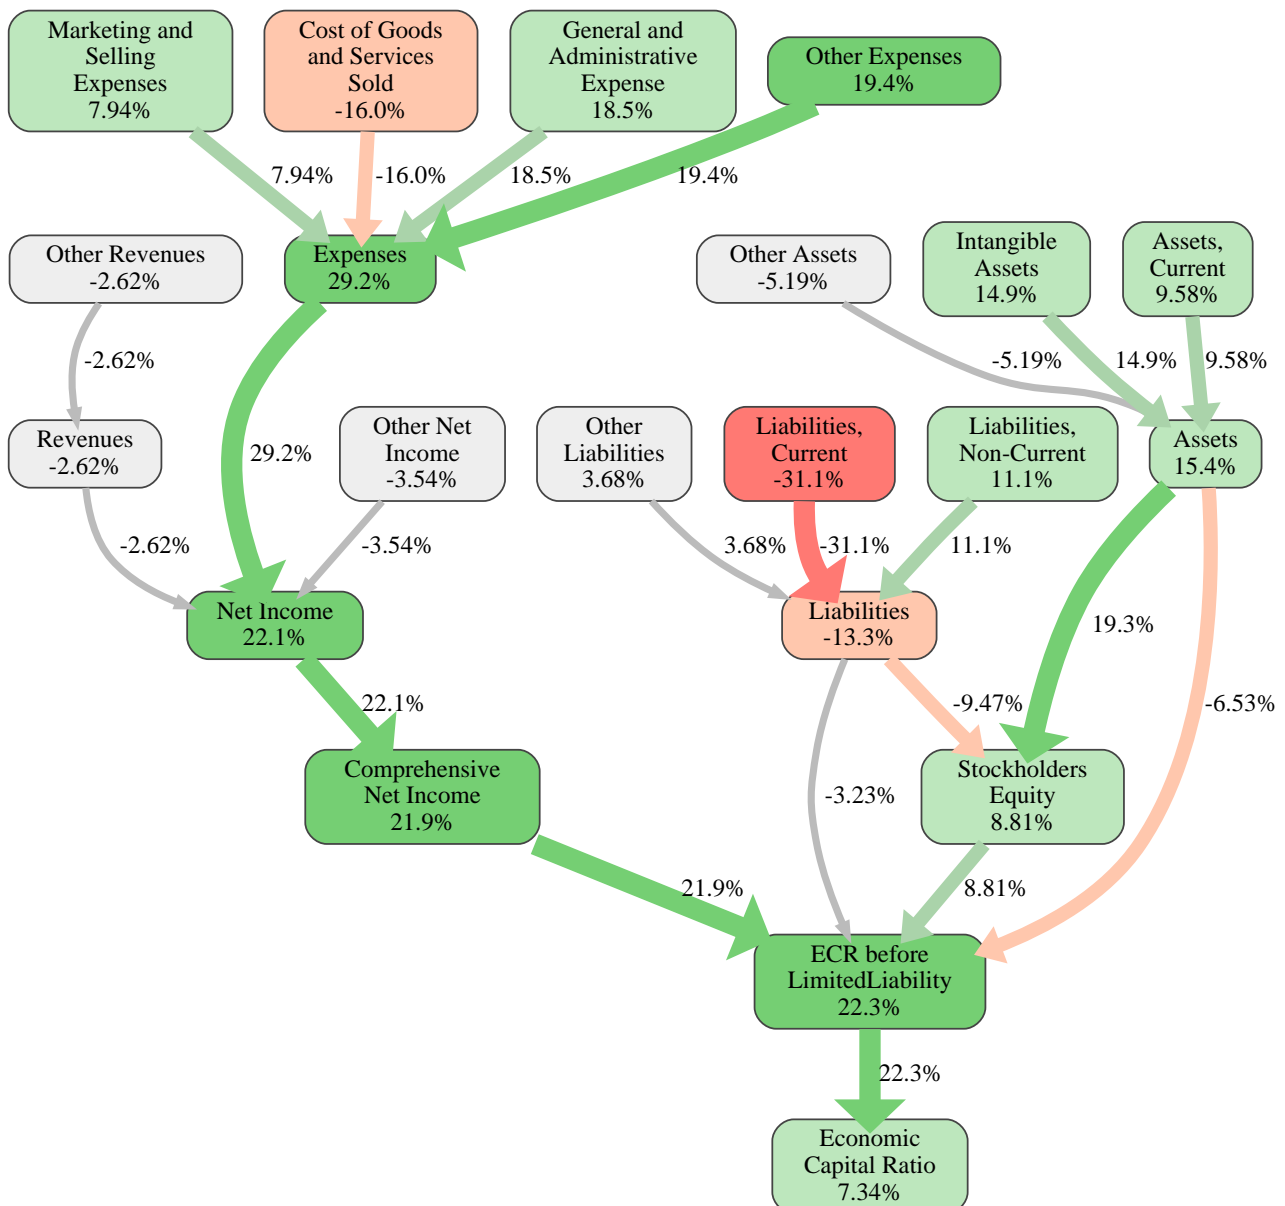 Marketing and
Selling
Expenses
7.94%
Cost of Goods
and Services
Sold
-16.0%
General and
Administrative
Expense
18.5%
Other Expenses
19.4%
7.94%
-16.0%
18.5%
19.4%
Other Revenues
-2.62%
Expenses
29.2%
Other Assets
-5.19%
Intangible
Assets
14.9%
Assets,
Current
9.58%
-2.62%
-5.19%
14.9%
9.58%
Revenues
-2.62%
29.2%
Other Net
Income
-3.54%
Other
Liabilities
3.68%
Liabilities,
Current
-31.1%
Liabilities,
Non-Current
11.1%
Assets
15.4%
-2.62%
-3.54%
3.68%
-31.1%
11.1%
Net Income
22.1%
Liabilities
-13.3%
19.3%
22.1%
-9.47%
-6.53%
Comprehensive
Net Income
21.9%
-3.23%
Stockholders
Equity
8.81%
21.9%
8.81%
ECR before
LimitedLiability
22.3%
22.3%
Economic
Capital Ratio
7.34%